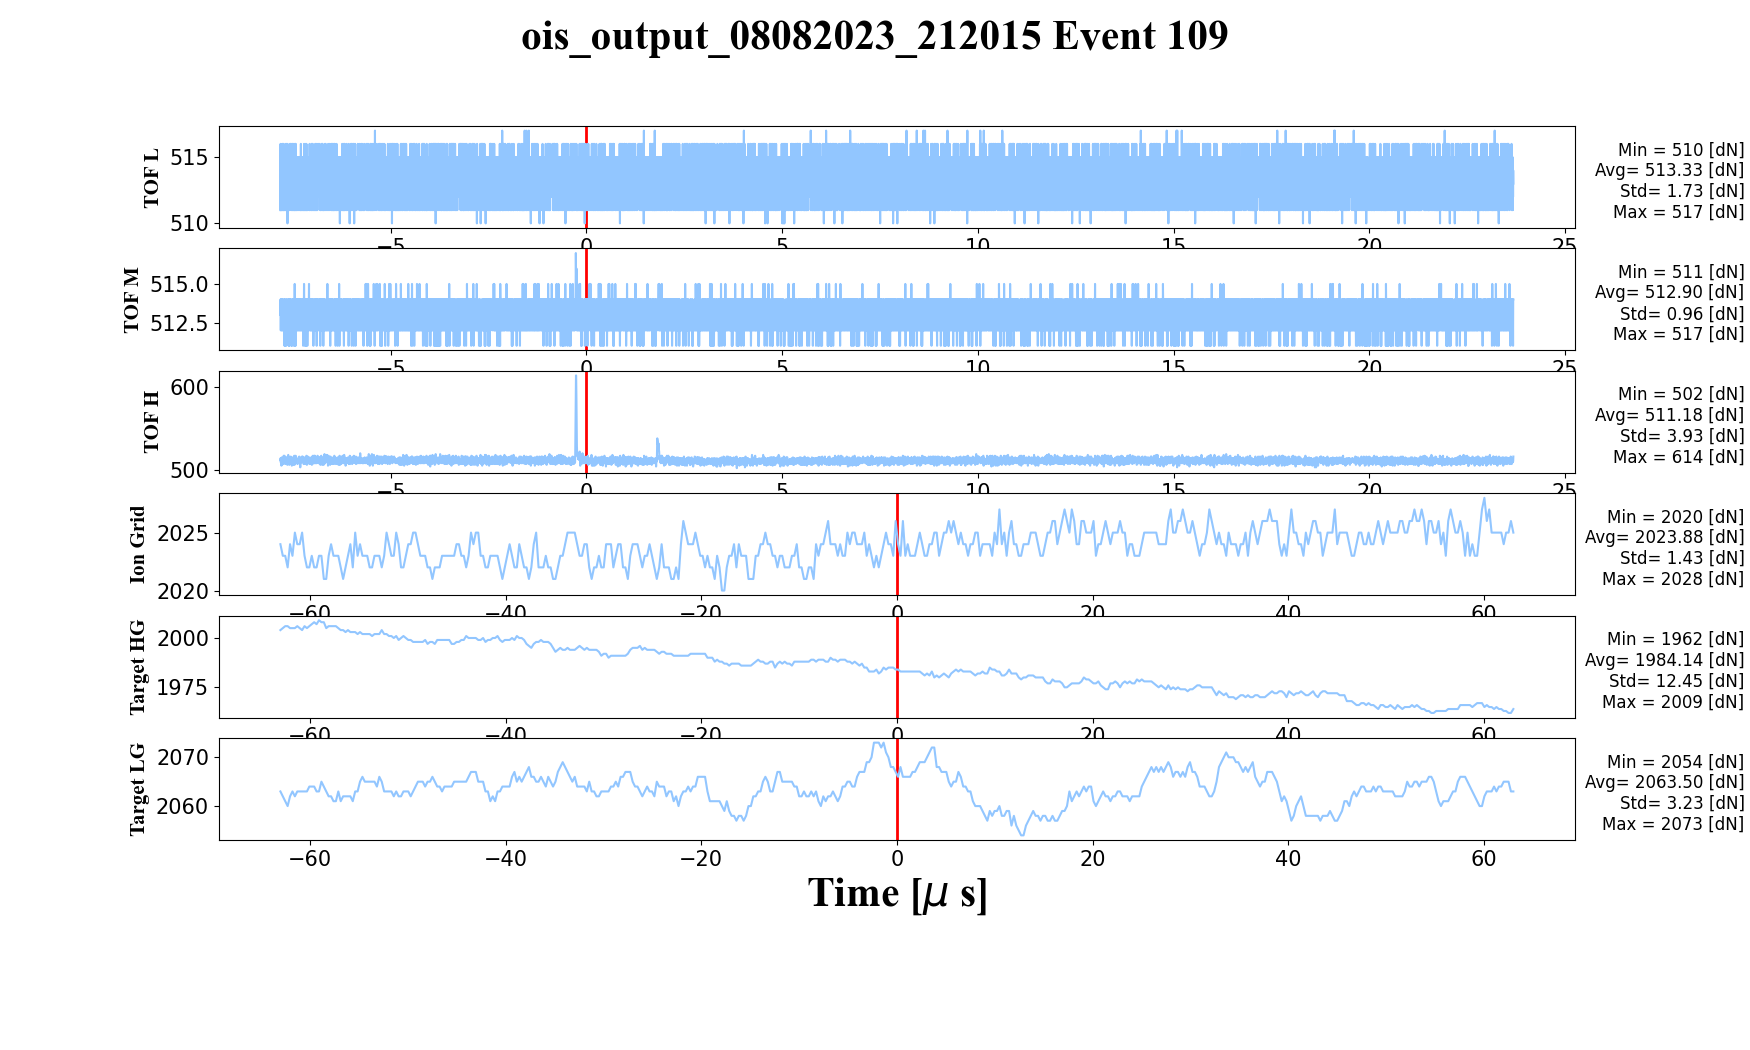 ois_output_08082023_212015 Event 109
TOF L
515
510
−5 0 5 10 15 20 25
Min = 510 [dN]
Avg= 513.33 [dN]
Std= 1.73 [dN]
Max = 517 [dN]
TOF M
515.0
512.5
−5 0 5 10 15 20 25
Min = 511 [dN]
Avg= 512.90 [dN]
Std= 0.96 [dN]
Max = 517 [dN]
TOF H
600
500
−5 0 5 10 15 20 25
Min = 502 [dN]
Avg= 511.18 [dN]
Std= 3.93 [dN]
Max = 614 [dN]
Ion Grid
2025
2020
−60 −40 −20 0 20 40 60
Min = 2020 [dN]
Avg= 2023.88 [dN]
Std= 1.43 [dN]
Max = 2028 [dN]
Target HG
2000
1975
−60 −40 −20 0 20 40 60
Min = 1962 [dN]
Avg= 1984.14 [dN]
Std= 12.45 [dN]
Max = 2009 [dN]
Target LG
2070
2060
−60 −40 −20 0 20 40 60
Min = 2054 [dN]
Avg= 2063.50 [dN]
Std= 3.23 [dN]
Max = 2073 [dN]
Time [μ s]